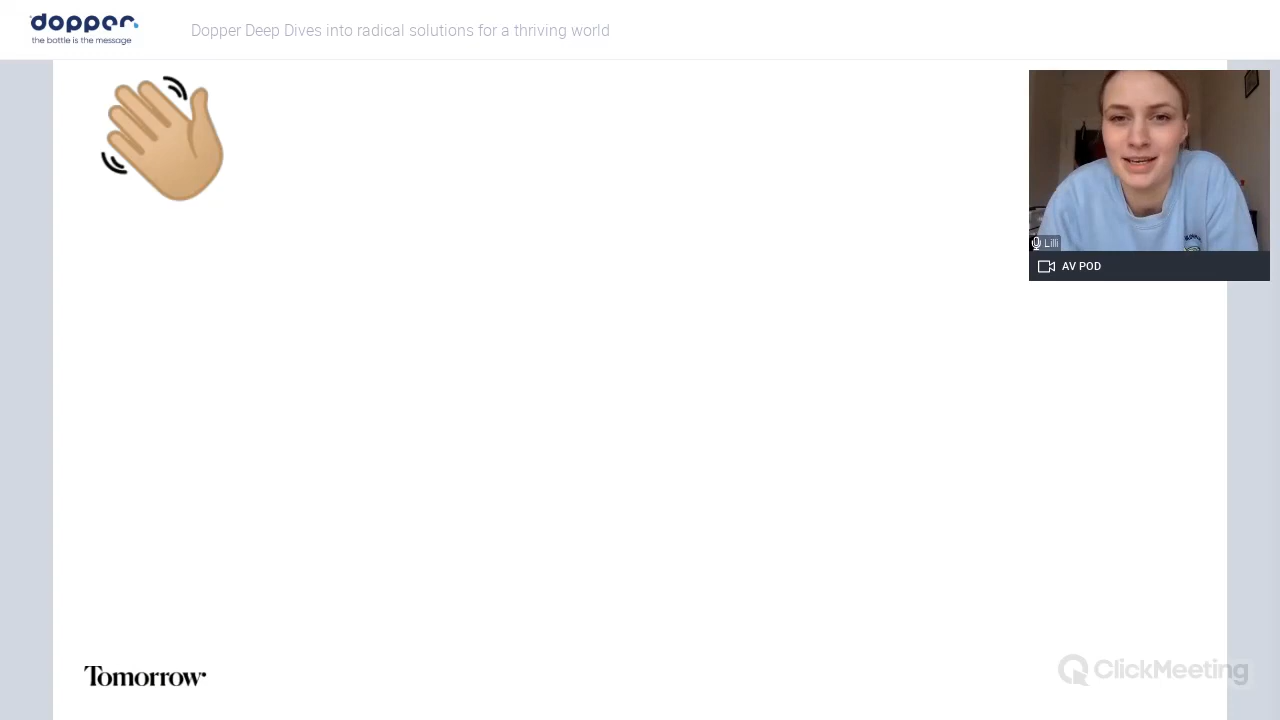 dopper
the bottle is the message
Dopper Deep Dives into radical solutions for a thriving world
Lilli
AV POD
Tomorrow
ClickMeeting